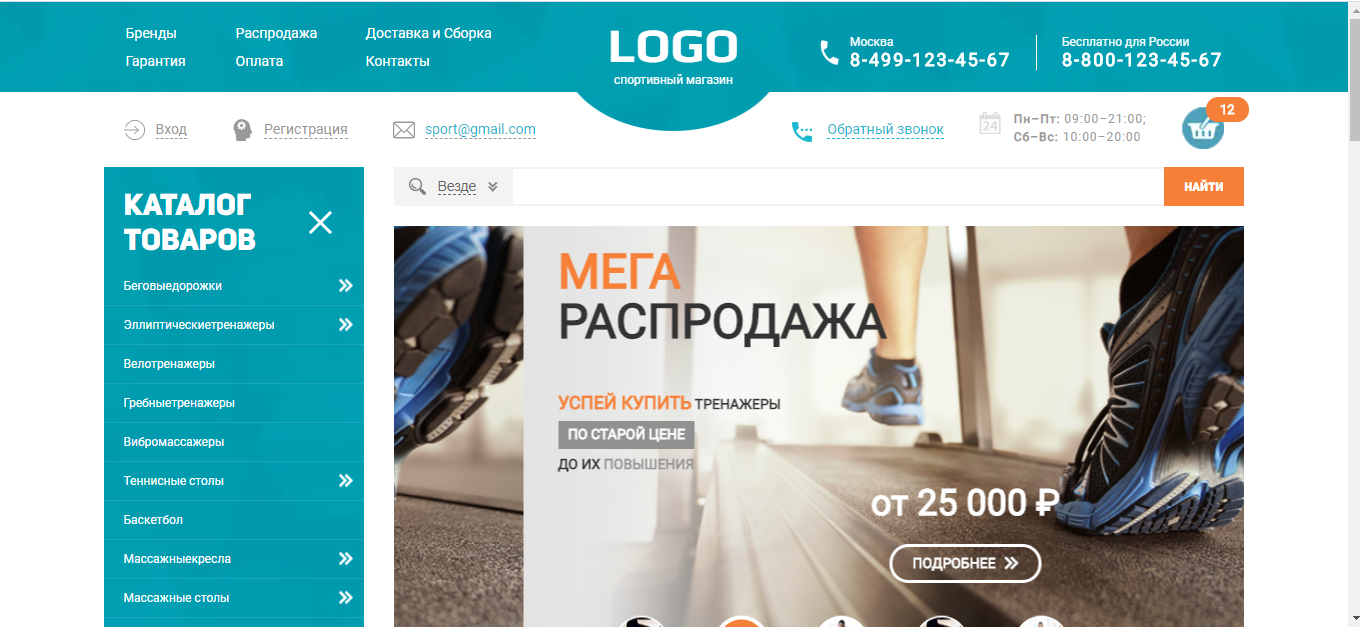 Бренды
Распродажа
Доставка и Сборка
Гарантия
Оплата
Контакты
LOGO
спортивный магазин
Москва
8-499-123-45-67
Бесплатно для России
8-800-123-45-67
Вход
Регистрация
sport@gmail.com
Обратный звонок
24
Пн–Пт: 09:00–21:00;
Сб–Вс: 10:00–20:00
12
КАТАЛОГ
ТОВАРОВ
Беговыедорожки
Эллиптическиетренажеры
Велотренажеры
Гребныетренажеры
Вибромассажеры
Теннисные столы
Баскетбол
Массажныекресла
Массажные столы
Везде
НАЙТИ
МЕГА
РАСПРОДАЖА
УСПЕЙ КУПИТЬ ТРЕНАЖЕРЫ
ПО СТАРОЙ ЦЕНЕ
ДО ИХ ПОВЫШЕНИЯ
от 25 000 ₽
ПОДРОБНЕЕ